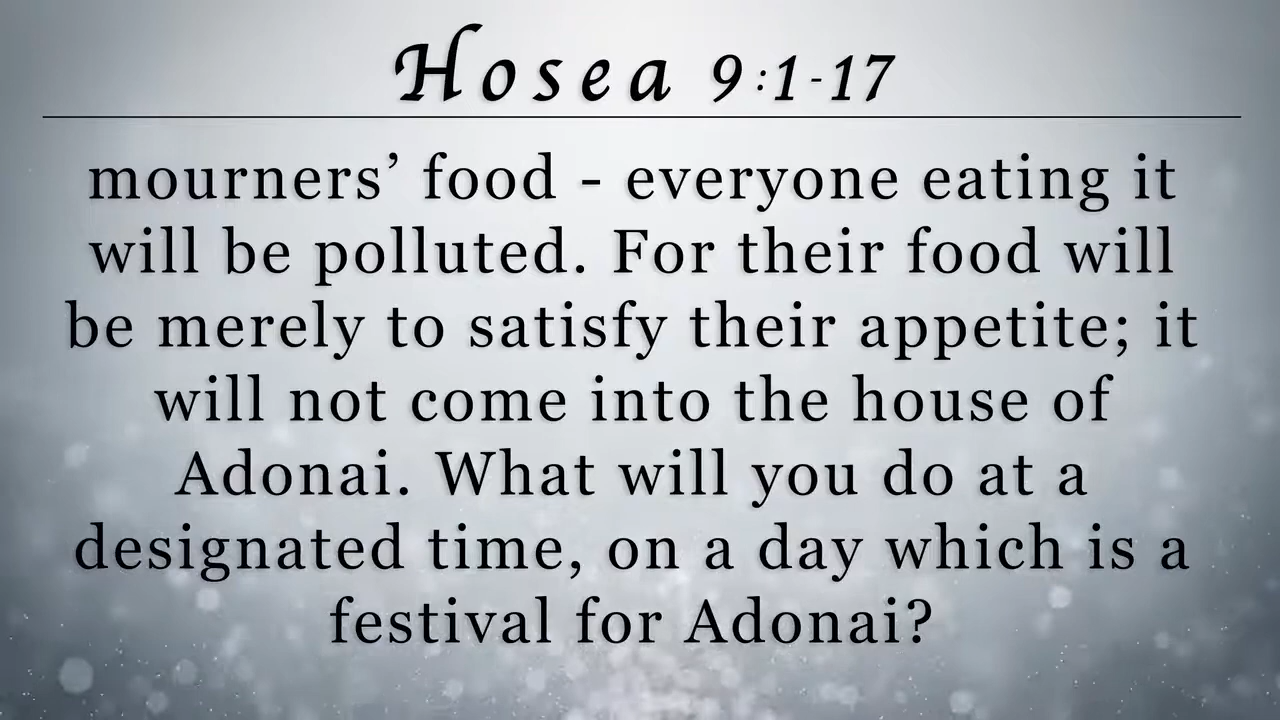 Hosea 9:1-17
mourners’ food - everyone eating it
will be polluted. For their food will
be merely to satisfy their appetite; it
will not come into the house of
Adonai. What will you do at a
designated time, on a day which is a
festival for Adonai?